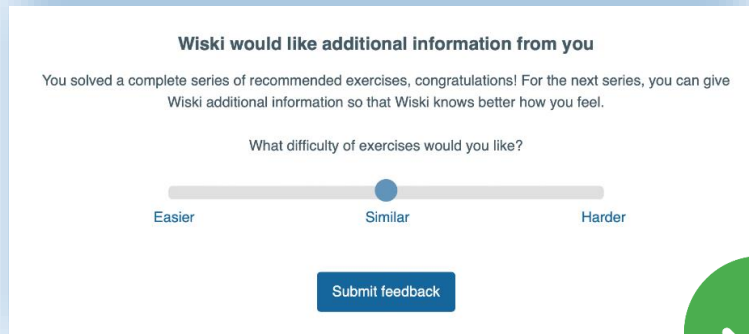 Wiski would like additional information from you
You solved a complete series of recommended exercises, congratulations! For the next series, you can give
Wiski additional information so that Wiski knows better how you feel.
What difficulty of exercises would you like?
Easier Similar Harder
Submit feedback